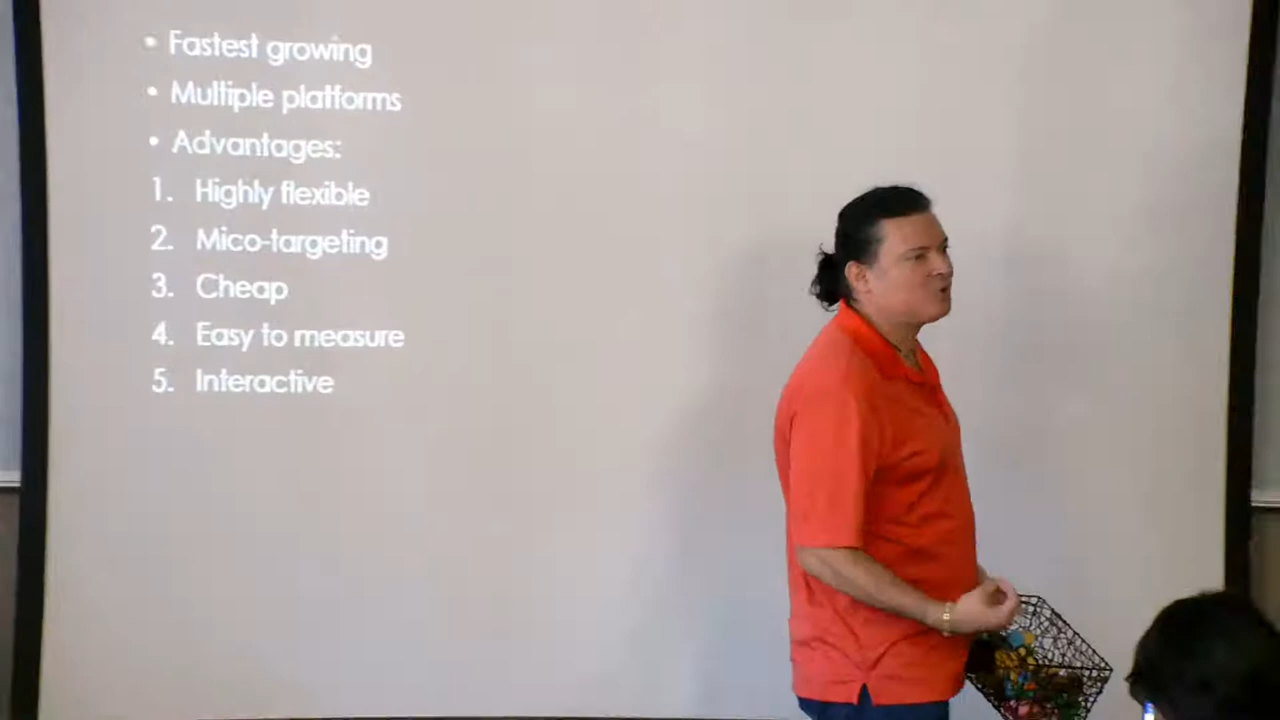 • Fastest growing
• Multiple platforms
• Advantages:
1. Highly flexible
2. Mico-targeting
3. Cheap
4. Easy to measure
5. Interactive